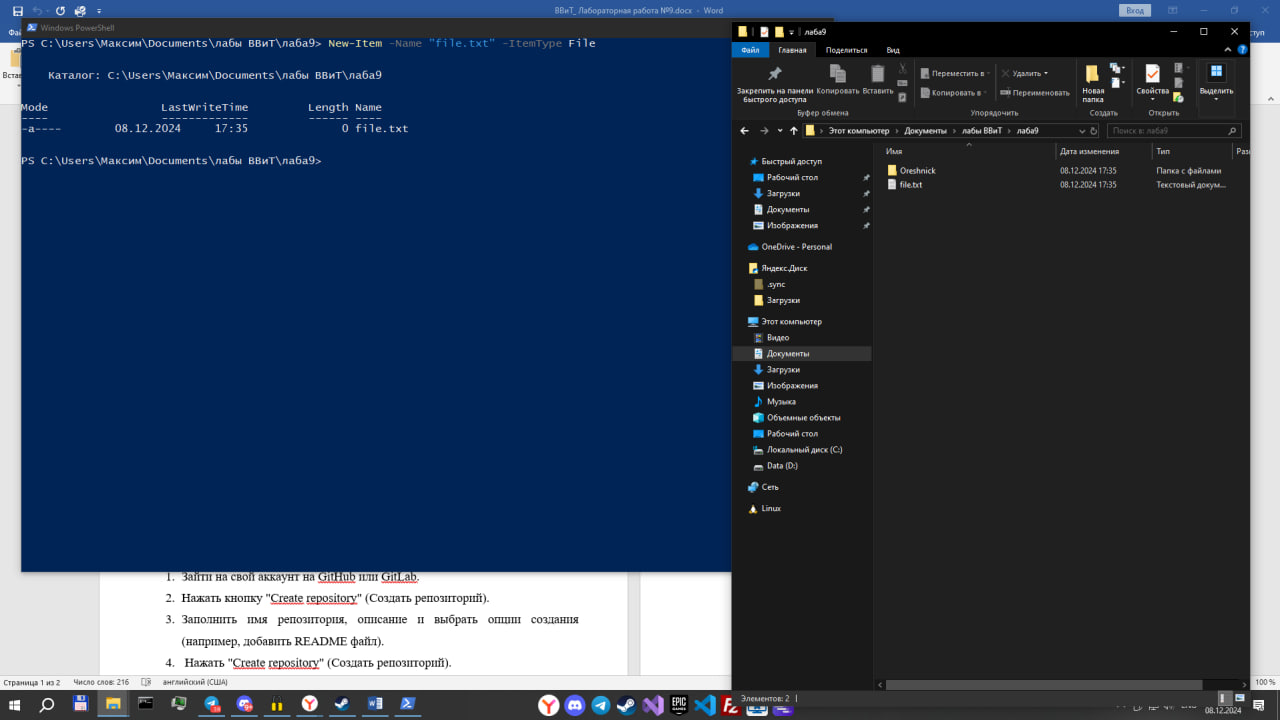 ВВиТ_ Лабораторная работа №9.docx - Word
Вход
Windows PowerShell
PS C:\Users\Максим\Documents\лабы ВВиТ\лаба9> New-Item -Name "file.txt" -ItemType File
Каталог: C:\Users\Максим\Documents\лабы ВВиТ\лаба9
Mode LastWriteTime Length Name
---- ------------- ------ ----
-a---- 08.12.2024 17:35 0 file.txt
PS C:\Users\Максим\Documents\лабы ВВиТ\лаба9>
лаба9
Файл Главная Поделиться Вид
Закрепить на панели быстрого доступа
Копировать
Вставить
Переместить в
Копировать в
Удалить
Переименовать
Новая папка
Свойства
Выделить
Буфер обмена Упорядочить Создать Открыть
Этот компьютер › Документы › лабы ВВиТ › лаба9
Поиск в: лаба9
Имя Дата изменения Тип Раз
Oreshnick 08.12.2024 17:35 Папка с файлами
file.txt 08.12.2024 17:35 Текстовый докум...
Быстрый доступ
Рабочий стол
Загрузки
Документы
Изображения
OneDrive - Personal
Яндекс.Диск
.sync
Загрузки
Этот компьютер
Видео
Документы
Загрузки
Изображения
Музыка
Объемные объекты
Рабочий стол
Локальный диск (C:)
Data (D:)
Сеть
Linux
Элементов: 2
1. Зайти на свой аккаунт на GitHub или GitLab.
2. Нажать кнопку "Create repository" (Создать репозиторий).
3. Заполнить имя репозитория, описание и выбрать опции создания
(например, добавить README файл).
4. Нажать "Create repository" (Создать репозиторий).
Страница 1 из 2 Число слов: 216 английский (США)
100 %
08.12.2024